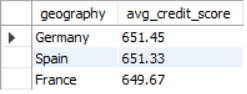 geography avg_credit_score
Germany 651.45
Spain 651.33
France 649.67